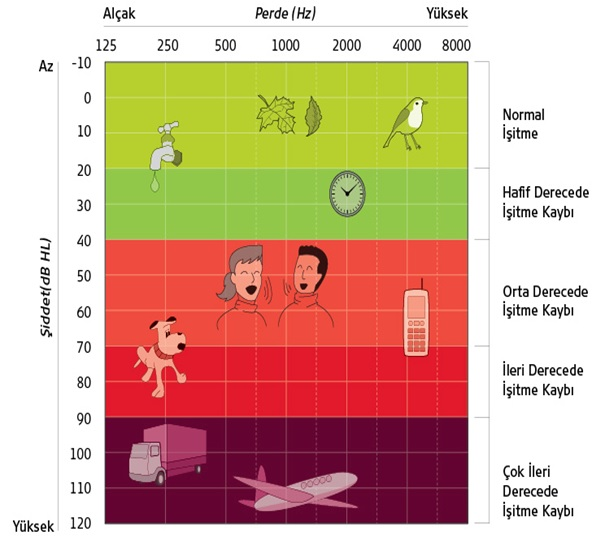 Alçak Perde (Hz) Yüksek
125 250 500 1000 2000 4000 8000
Az
Şiddet(dB HL)
-10
0
10
20
30
40
50
60
70
80
90
100
110
120
Yüksek
Normal
İşitme
Hafif Derecede
İşitme Kaybı
Orta Derecede
İşitme Kaybı
İleri Derecede
İşitme Kaybı
Çok İleri
Derecede
İşitme Kaybı